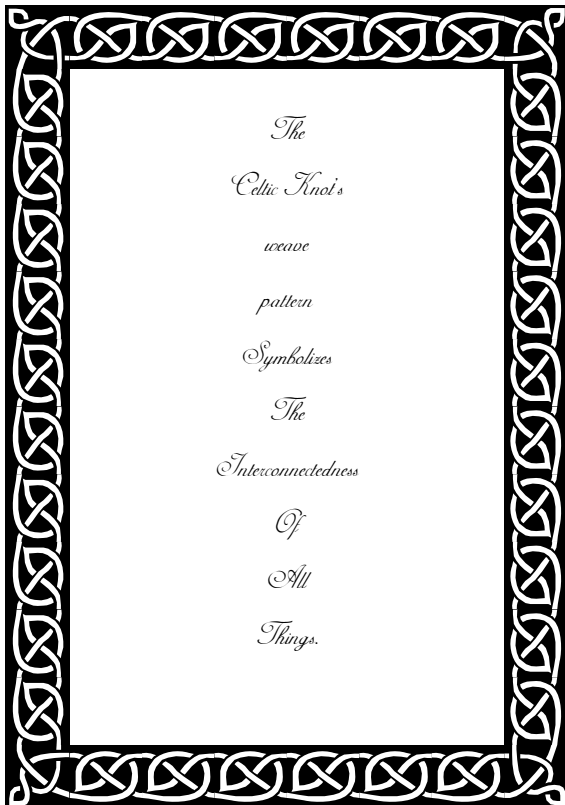 The
Celtic Knot's
weave
pattern
Symbolizes
The
Interconnectedness
Of
All
Things.